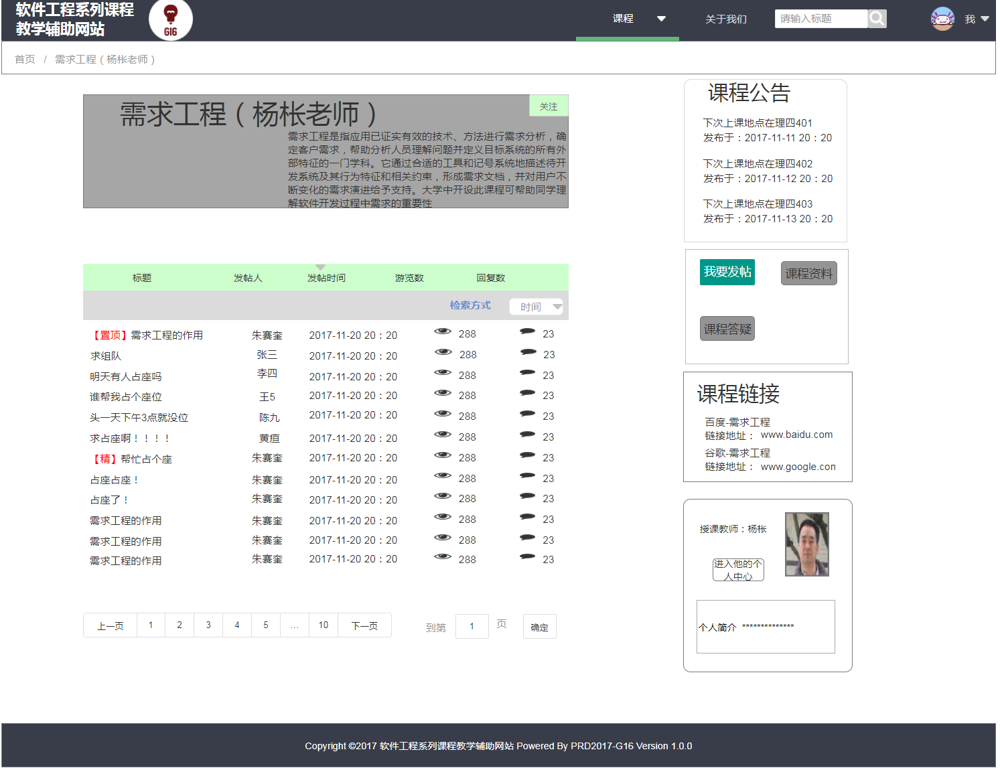 软件工程系列课程
教学辅助网站
G16
课程
关于我们
请输入标题
我
首页 / 需求工程（杨枨老师）
需求工程（杨枨老师）
关注
需求工程是指应用已证实有效的技术、方法进行需求分析，确
定客户需求，帮助分析人员理解问题并定义目标系统的所有外
部特征的一门学科。它通过合适的工具和记号系统地描述待开
发系统及其行为特征和相关约束，形成需求文档，并对用户不
断变化的需求演进给予支持。大学中开设此课程可帮助同学理
解软件开发过程中需求的重要性
标题 发帖人 发帖时间 游览数 回复数
检索方式 时间
【置顶】需求工程的作用 朱赛奎 2017-11-20 20：20 288 23
求组队 张三 2017-11-20 20：20 288 23
明天有人占座吗 李四 2017-11-20 20：20 288 23
谁帮我占个座位 王5 2017-11-20 20：20 288 23
头一天下午3点就没位 陈九 2017-11-20 20：20 288 23
求占座啊！！！！ 黄疸 2017-11-20 20：20 288 23
【精】帮忙占个座 朱赛奎 2017-11-20 20：20 288 23
占座占座！ 朱赛奎 2017-11-20 20：20 288 23
占座了！ 朱赛奎 2017-11-20 20：20 288 23
需求工程的作用 朱赛奎 2017-11-20 20：20 288 23
需求工程的作用 朱赛奎 2017-11-20 20：20 288 23
需求工程的作用 朱赛奎 2017-11-20 20：20 288 23
上一页 1 2 3 4 5 ... 10 下一页 到第 1 页 确定
课程公告
下次上课地点在理四401
发布于：2017-11-11 20：20
下次上课地点在理四402
发布于：2017-11-12 20：20
下次上课地点在理四403
发布于：2017-11-13 20：20
我要发帖 课程资料
课程答疑
课程链接
百度-需求工程
链接地址： www.baidu.com
谷歌-需求工程
链接地址： www.google.con
授课教师：杨枨
进入他的个
人中心
个人简介 **************
Copyright ©2017 软件工程系列课程教学辅助网站 Powered By PRD2017-G16 Version 1.0.0